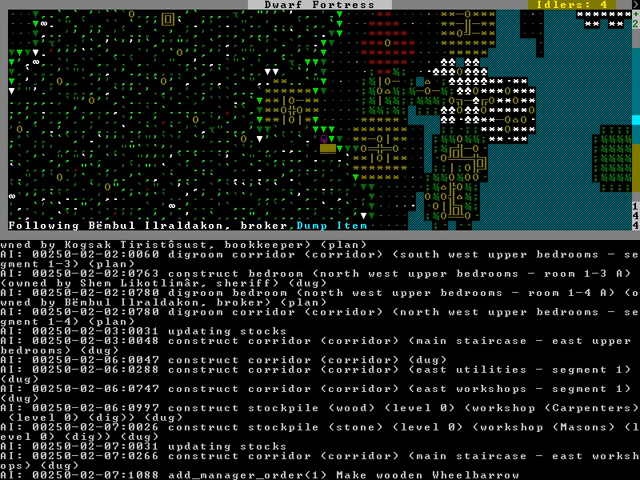 Dwarf Fortress
Idlers: 4
Following Bëmbul Ilraldakon, broker Dump Item
wned by Kogsak Tiristôsust, bookkeeper) (plan)
AI: 00250-02-02:0060 digroom corridor (corridor) (south west upper bedrooms - se
gment 1-3) (plan)
AI: 00250-02-02:0763 construct bedroom (north west upper bedrooms - room 1-3 A)
(owned by Shem Likotlimâr, sheriff) (dug)
AI: 00250-02-02:0780 digroom bedroom (north west upper bedrooms - room 1-4 A) (o
wned by Bëmbul Ilraldakon, broker) (plan)
AI: 00250-02-02:0780 digroom corridor (corridor) (north west upper bedrooms - se
gment 1-4) (plan)
AI: 00250-02-03:0031 updating stocks
AI: 00250-02-03:0048 construct corridor (corridor) (main staircase - east upper
bedrooms) (dug)
AI: 00250-02-06:0047 construct corridor (corridor) (dug)
AI: 00250-02-06:0288 construct corridor (corridor) (east utilities - segment 1)
(dug)
AI: 00250-02-06:0747 construct corridor (corridor) (east workshops - segment 1)
(dug)
AI: 00250-02-06:0997 construct stockpile (wood) (level 0) (workshop (Carpenters)
 (level 0) (dig)) (dug)
AI: 00250-02-07:0026 construct stockpile (stone) (level 0) (workshop (Masons) (l
evel 0) (dig)) (dug)
AI: 00250-02-07:0031 updating stocks
AI: 00250-02-07:0266 construct corridor (corridor) (main staircase - east worksh
ops) (dug)
AI: 00250-02-07:1088 add_manager_order(1) Make wooden Wheelbarrow